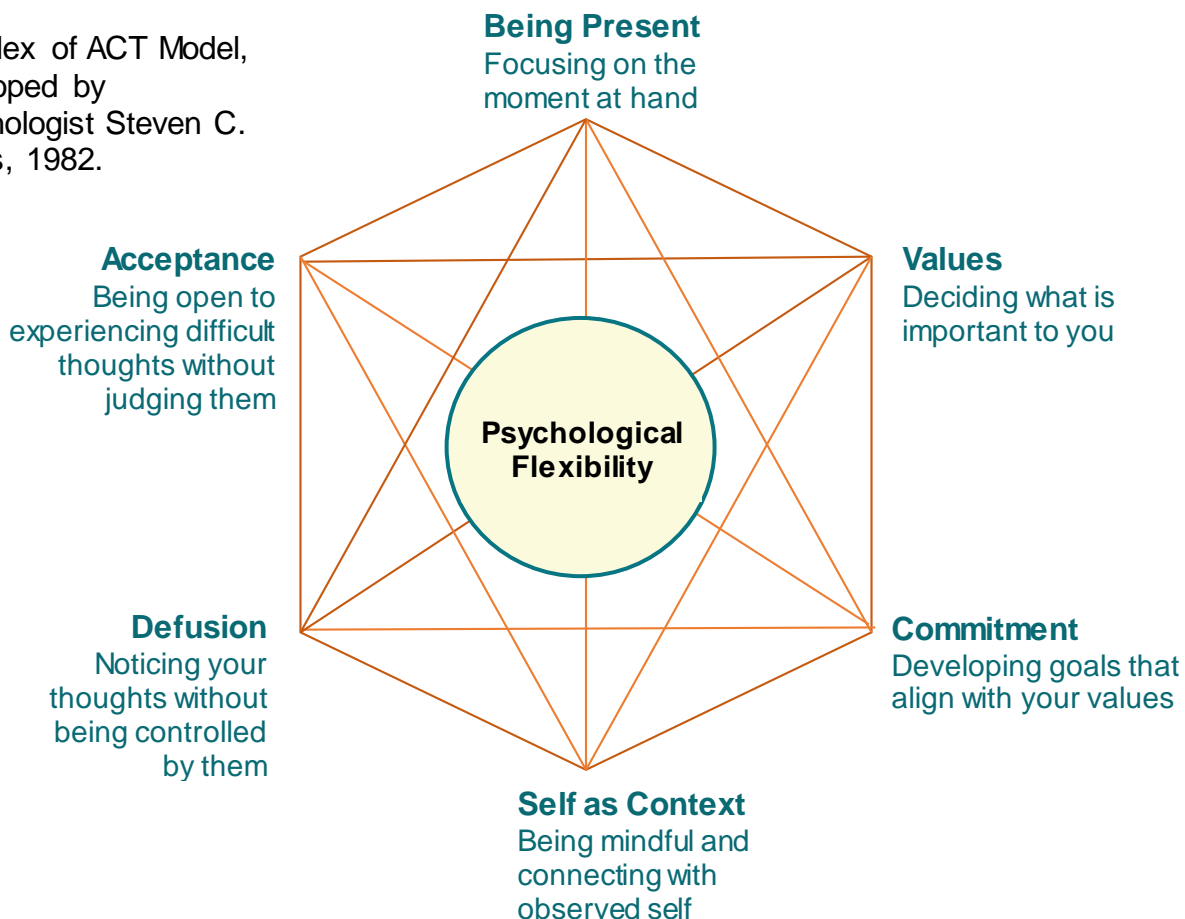 of ACT Model,
by
Steven C.
1982.
Being Present
Focusing on the
moment at hand
Acceptance
Being open to
experiencing difficult
thoughts without
judging them
Values
Deciding what is
important to you
Psychological
Flexibility
Defusion
Noticing your
thoughts without
being controlled
by them
Commitment
Developing goals that
align with your values
Self as Context
Being mindful and
connecting with
observed self